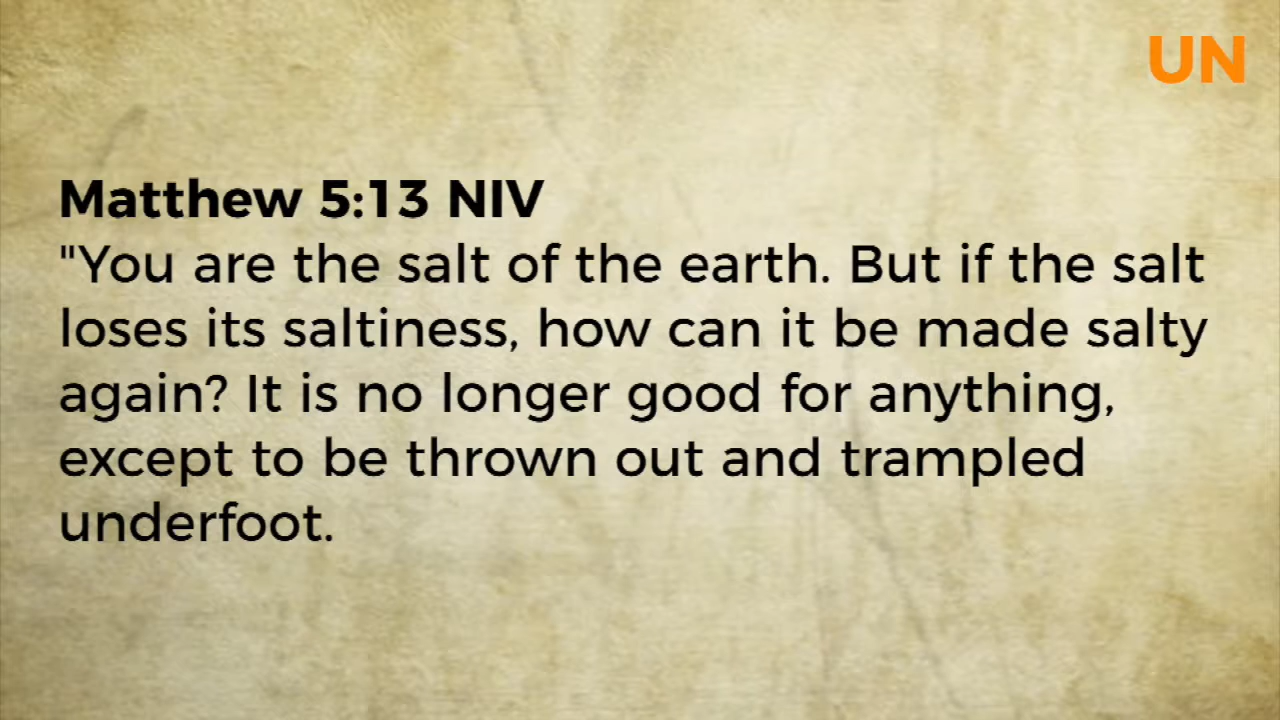 UN
Matthew 5:13 NIV
"You are the salt of the earth. But if the salt
loses its saltiness, how can it be made salty
again? It is no longer good for anything,
except to be thrown out and trampled
underfoot.